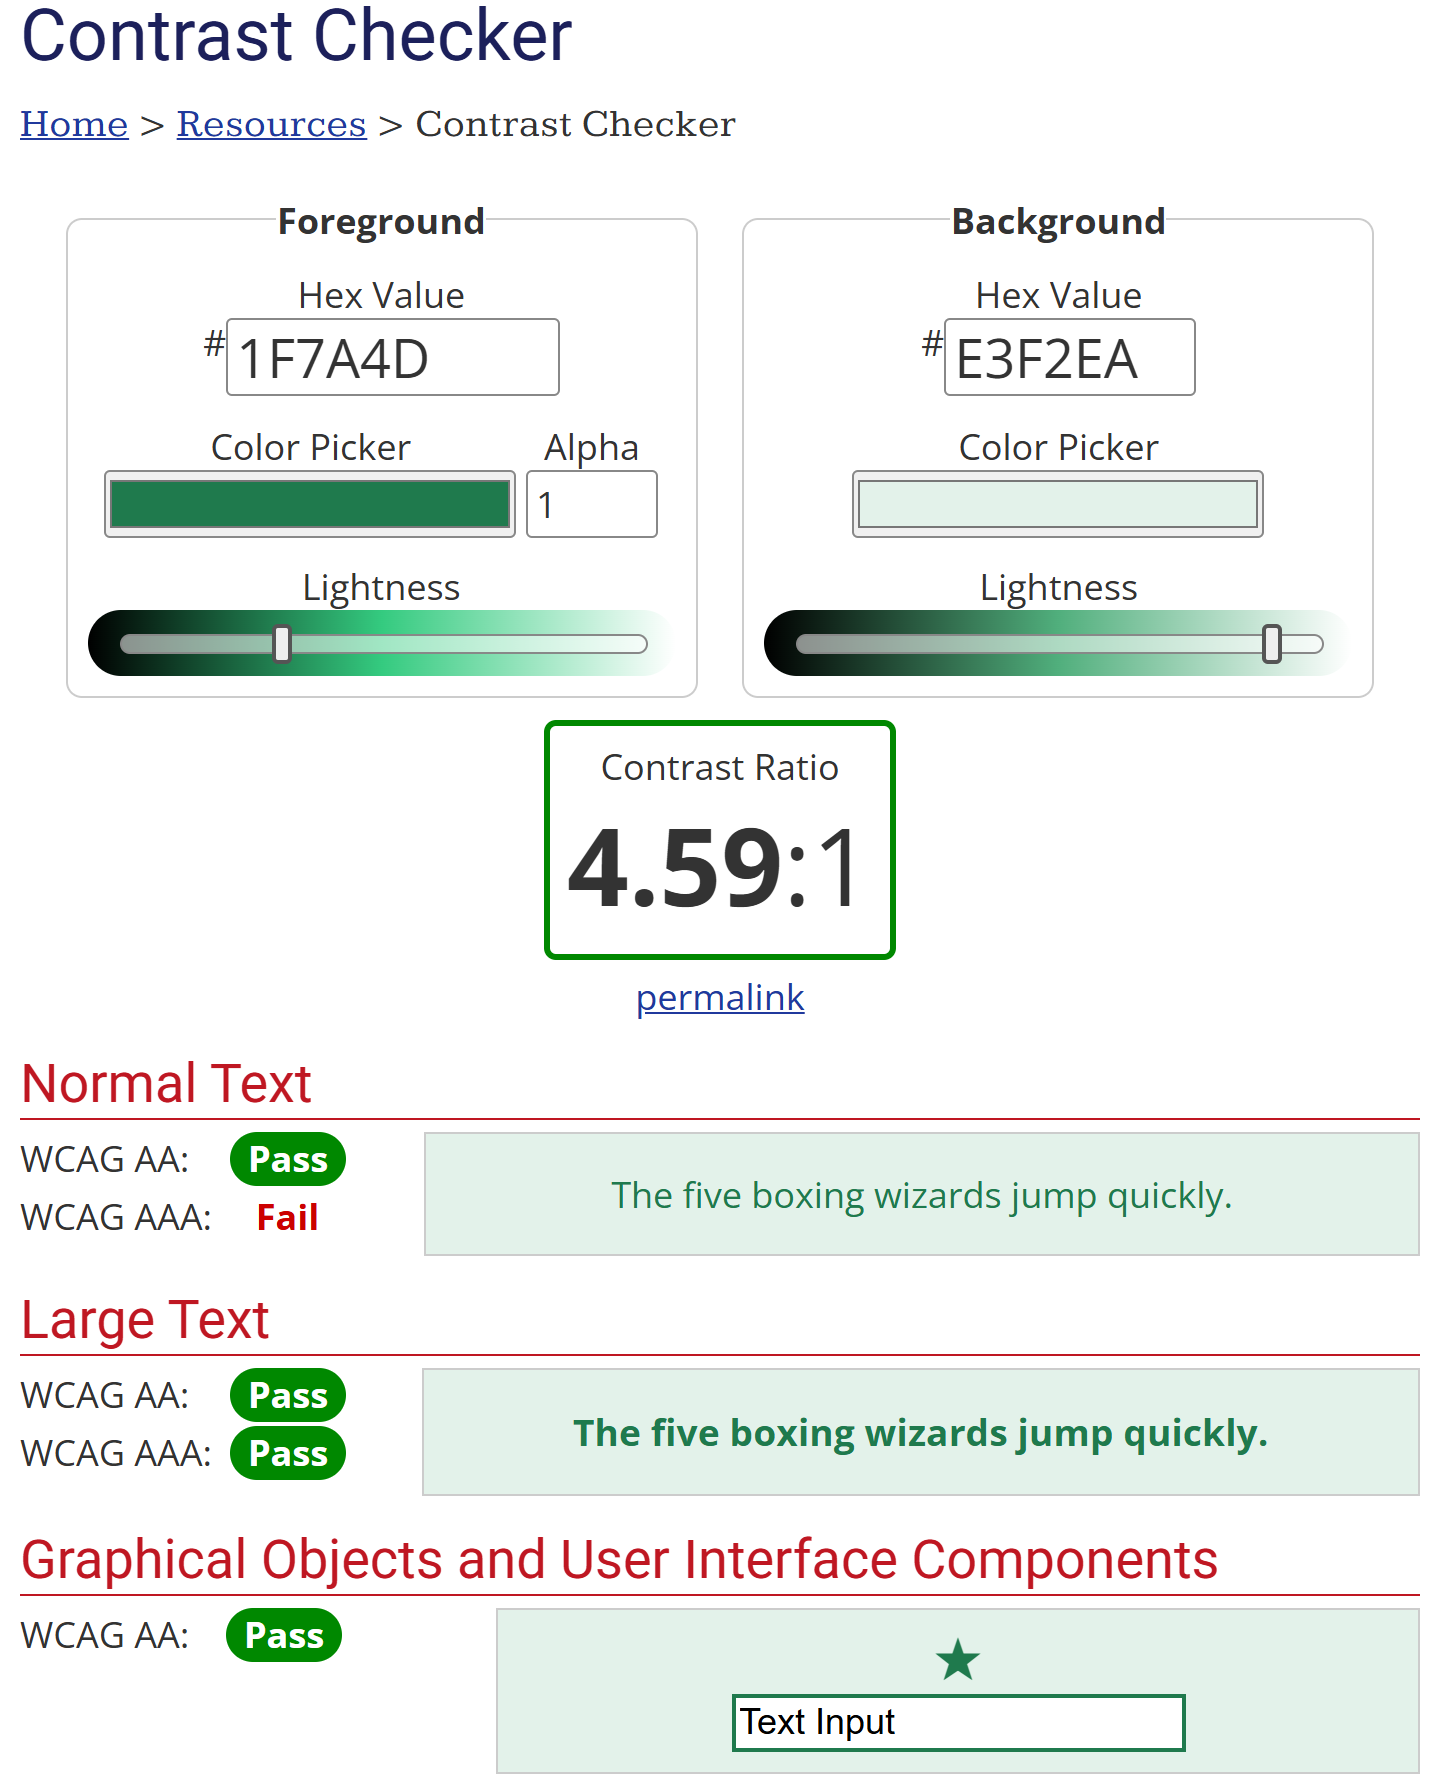 Contrast Checker
Home > Resources > Contrast Checker
Foreground
Hex Value
#1F7A4D
Color Picker Alpha
1
Lightness
Background
Hex Value
#E3F2EA
Color Picker
Lightness
Contrast Ratio
4.59:1
permalink
Normal Text
WCAG AA: Pass
WCAG AAA: Fail
The five boxing wizards jump quickly.
Large Text
WCAG AA: Pass
WCAG AAA: Pass
The five boxing wizards jump quickly.
Graphical Objects and User Interface Components
WCAG AA: Pass
Text Input